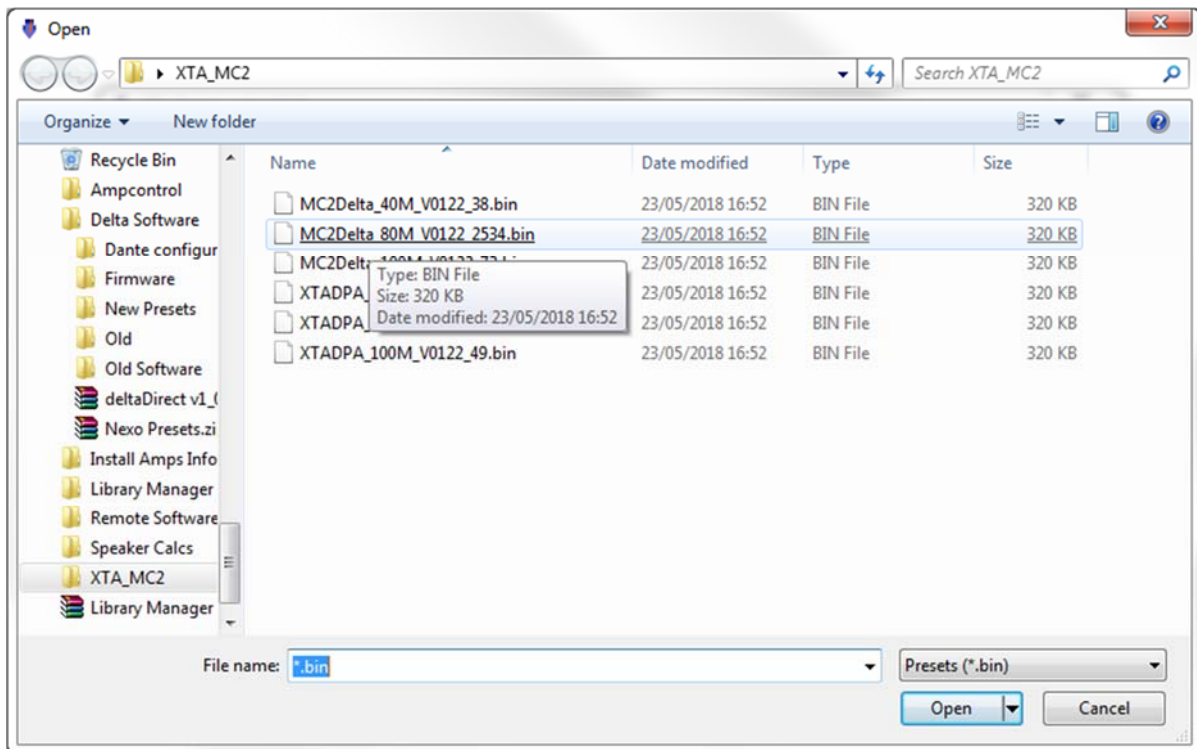 Open
XTA_MC2
Search XTA_MC2
Organize
New folder
Recycle Bin
Ampcontrol
Delta Software
Dante configur
Firmware
New Presets
Old
Old Software
deltaDirect v1_(
Nexo Presets.zi
Install Amps Info
Library Manager
Remote Software
Speaker Calcs
XTA_MC2
Library Manager
Name Date modified Type Size
MC2Delta_40M_V0122_38.bin 23/05/2018 16:52 BIN File 320 KB
MC2Delta_80M_V0122_2534.bin 23/05/2018 16:52 BIN File 320 KB
23/05/2018 16:52 BIN File 320 KB
XTADPA_ 23/05/2018 16:52 BIN File 320 KB
XTADPA_ 23/05/2018 16:52 BIN File 320 KB
XTADPA_100M_V0122_49.bin 23/05/2018 16:52 BIN File 320 KB
Type: BIN File
Size: 320 KB
Date modified: 23/05/2018 16:52
File name: *.bin Presets (*.bin)
Open Cancel